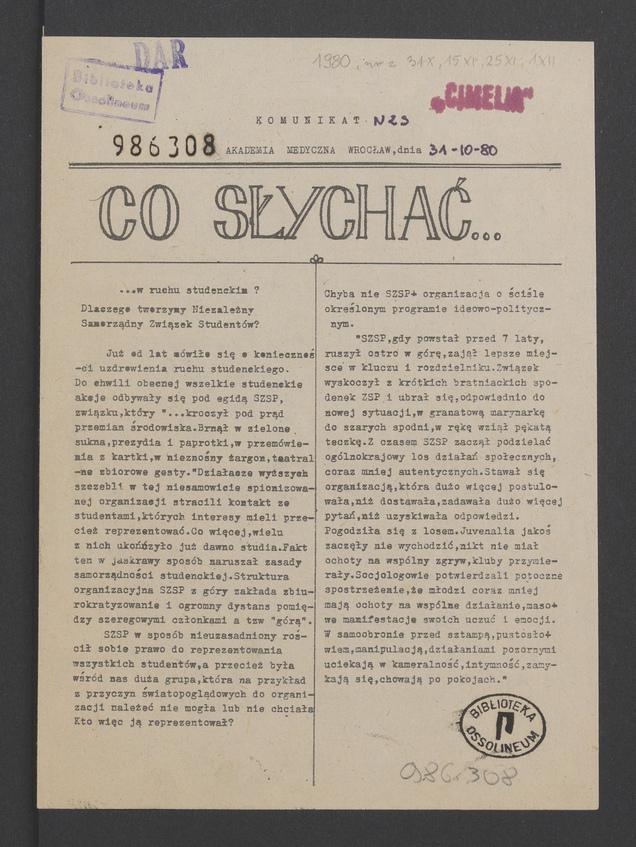 DAR
Biblioteka
Ossolineum
1980, nr z 31X, 15 XI, 25 XI, 1XII
"CIMELIA"
KOMUNIKAT NZS
986308 AKADEMIA MEDYCZNA WROCŁAW,dnia 31-10-80
CO SŁYCHAĆ...
...w ruchu studenckim ?
Dlaczego tworzymy Niezależny
Samorządny Związek Studentów?
Już od lat mówiło się o koniecznoś
-ci uzdrowienia ruchu studenckiego.
Do chwili obecnej wszelkie studenckie
akcje odbywały się pod egidą SZSP,
związku,który "...kroczył pod prąd
przemian środowiska.Brnął w zielone
sukna,prezydia i paprotki,w przemówie-
nia z kartki,w nieznośny żargon,teatral
-ne zbiorowe gesty."Działacze wyższych
szczebli w tej niesamowicie spionizowa-
nej organizacji stracili kontakt ze
studentami,których interesy mieli prze-
cież reprezentować.Co więcej,wielu
z nich ukończyło już dawno studia.Fakt
ten w jaskrawy sposób naruszał zasady
samorządności studenckiej.Struktura
organizacyjna SZSP z góry zakłada zbiu-
rokratyzowanie i ogromny dystans pomię-
dzy szeregowymi członkami a tzw "górą".
SZSP w sposób nieuzasadniony roś-
cił sobie prawo do reprezentowania
wszystkich studentów,a przecież była
wśród nas duża grupa,która na przykład
z przyczyn światopoglądowych do organi-
zacji należeć nie mogła lub nie chciała
Kto więc ją reprezentował?
Chyba nie SZSP+ organizacja o ściśle
określonym programie ideowo-politycz-
nym.
"SZSP,gdy powstał przed 7 laty,
ruszył ostro w górę,zajął lepsze miej-
sce w kluczu i rozdzielniku.Związek
wyskoczył z krótkich bratniackich spo-
denek ZSP i ubrał się,odpowiednio do
nowej sytuacji,w granatową marynarkę
do szarych spodni,w rękę wziął pękatą
teczkę.Z czasem SZSP zaczął podzielać
ogólnokrajowy los działań społecznych,
coraz mniej autentycznych.Stawał się
organizacją,która dużo więcej postulo-
wała,niż dostawała,zadawała dużo więcej
pytań,niż uzyskiwała odpowiedzi.
Pogodziła się z losem.Juvenalia jakoś
zaczęły nie wychodzić,nikt nie miał
ochoty na wspólny zgryw,kluby przymie-
rały.Socjologowie potwierdzali potoczne
spostrzeżenie,że młodzi coraz mniej
mają ochoty na wspólne działanie,maso+
we manifestacje swoich uczuć i emocji.
W samoobronie przed sztampą,pustosło+
wiem,manipulacją,działaniami pozornymi
uciekają w kameralność,intymność,zamy-
kają się,chowają po pokojach."
BIBLIOTEKA
OSSOLINEUM
986.308